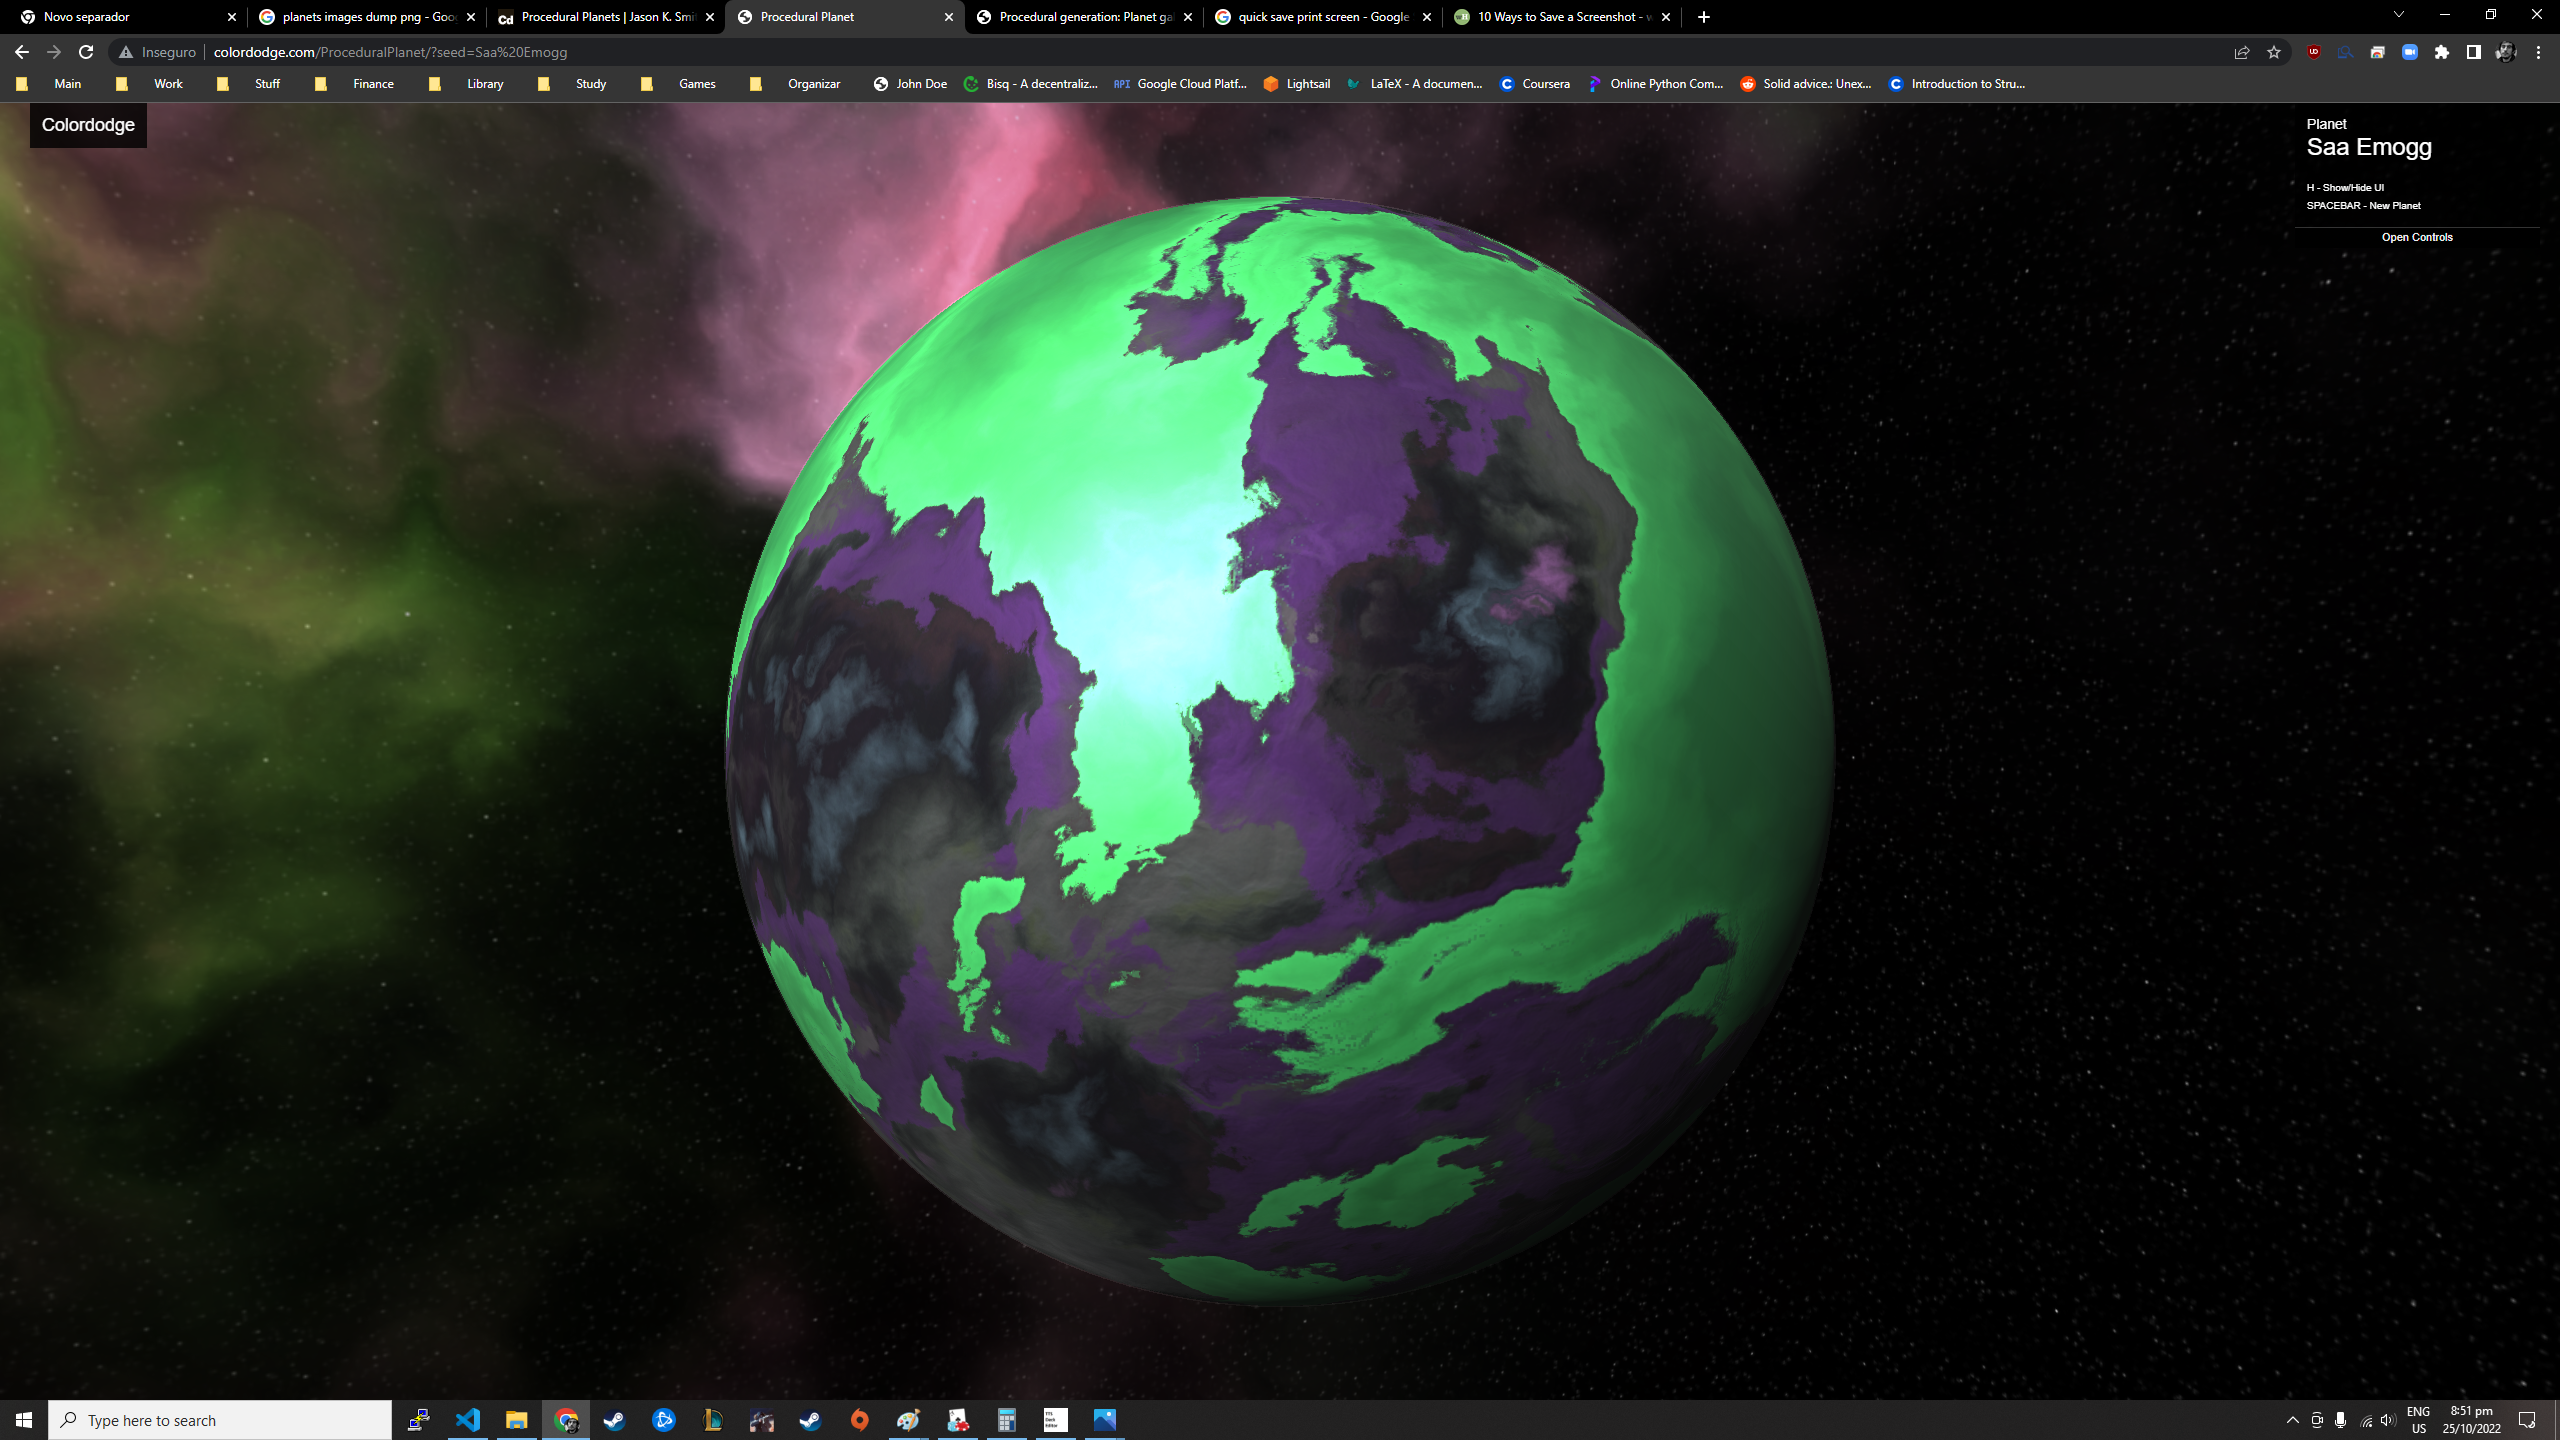 Novo separador
planets images dump png - Goo
Procedural Planets | Jason K. Smi
Procedural Planet
Procedural generation: Planet ga
quick save print screen - Google
10 Ways to Save a Screenshot - w
Inseguro
colordodge.com/ProceduralPlanet/?seed=Saa%20Emogg
Main
Work
Stuff
Finance
Library
Study
Games
Organizar
John Doe
Bisq - A decentraliz...
API Google Cloud Platf...
Lightsail
LaTeX - A documen...
Coursera
Online Python Com...
Solid advice.: Unex...
Introduction to Stru...
Colordodge
Planet
Saa Emogg
H - Show/Hide UI
SPACEBAR - New Planet
Open Controls
Type here to search
TTS
Deck
Editor
ENG
US
8:51 pm
25/10/2022